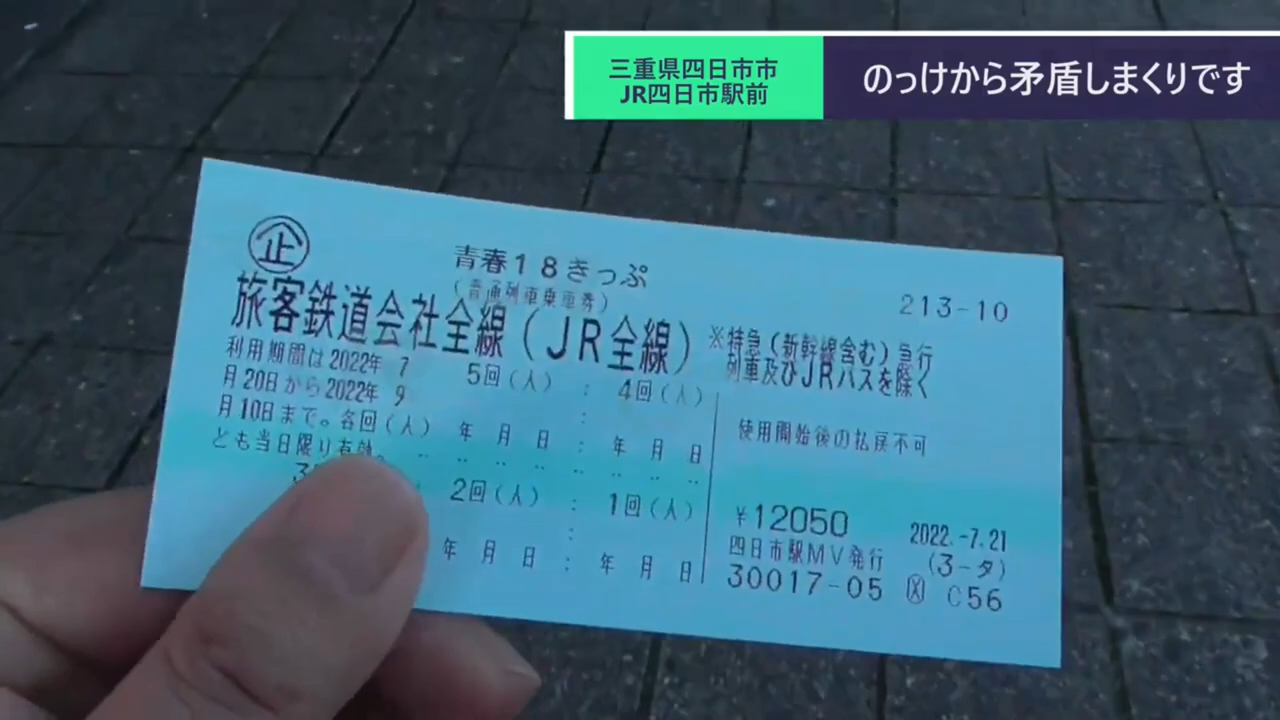 三重県四日市市
JR四日市駅前
のっけから矛盾しまくりです
企
青春18きっぷ
(普通列車乗車券)
213-10
旅客鉄道会社全線(JR全線)
※特急(新幹線含む)急行
列車及びJRバスを除く
利用期間は2022年 7
月20日から2022年 9
月10日まで。各回(人)
とも当日限り有効。
5回(人) : 4回(人)
年 月 日 : 年 月 日
2回(人) : 1回(人)
年 月 日 : 年 月 日
使用開始後の払戻不可
¥12050
2022.-7.21
四日市駅MV発行
(3-タ)
30017-05
C56